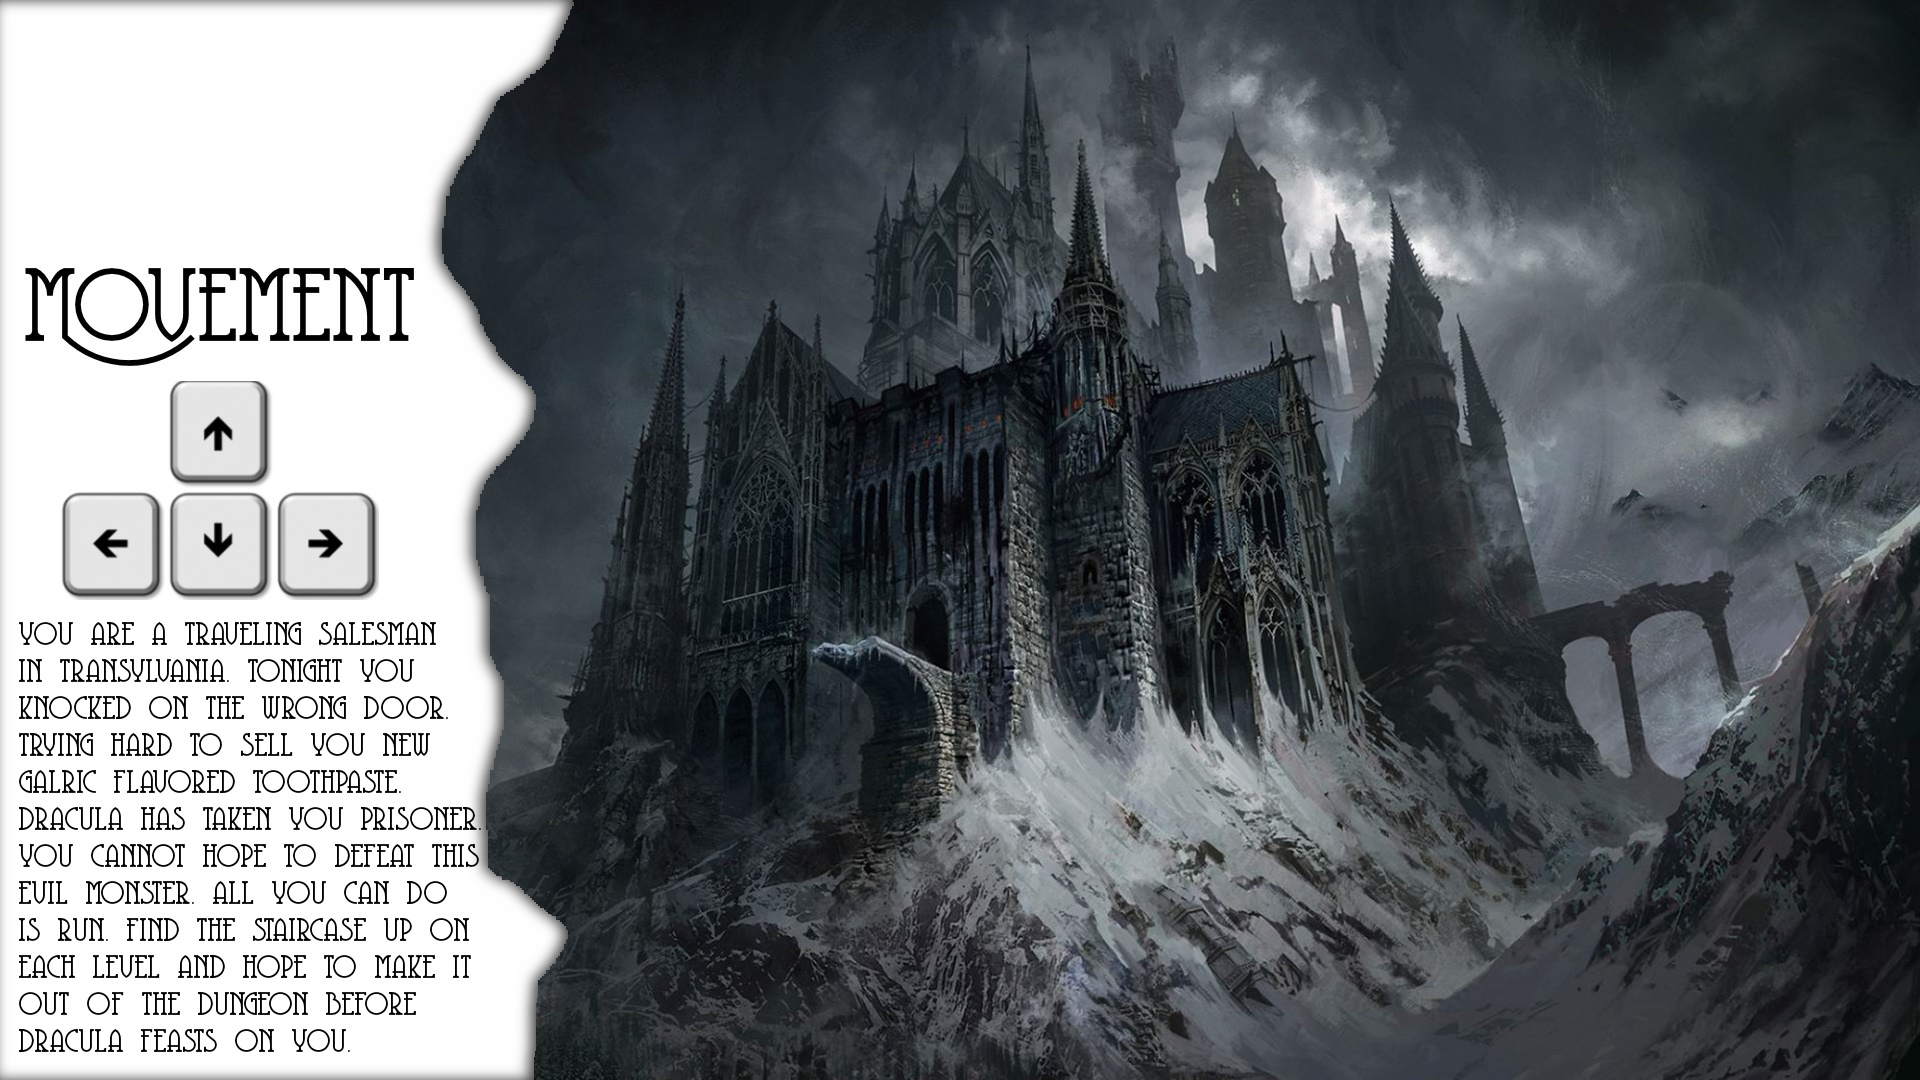 MOVEMENT
YOU ARE A TRAVELING SALESMAN
IN TRANSYLVANIA. TONIGHT YOU
KNOCKED ON THE WRONG DOOR.
TRYING HARD TO SELL YOU NEW
GALRIC FLAVORED TOOTHPASTE.
DRACULA HAS TAKEN YOU PRISONER.
YOU CANNOT HOPE TO DEFEAT THIS
EVIL MONSTER. ALL YOU CAN DO
IS RUN. FIND THE STAIRCASE UP ON
EACH LEVEL AND HOPE TO MAKE IT
OUT OF THE DUNGEON BEFORE
DRACULA FEASTS ON YOU.